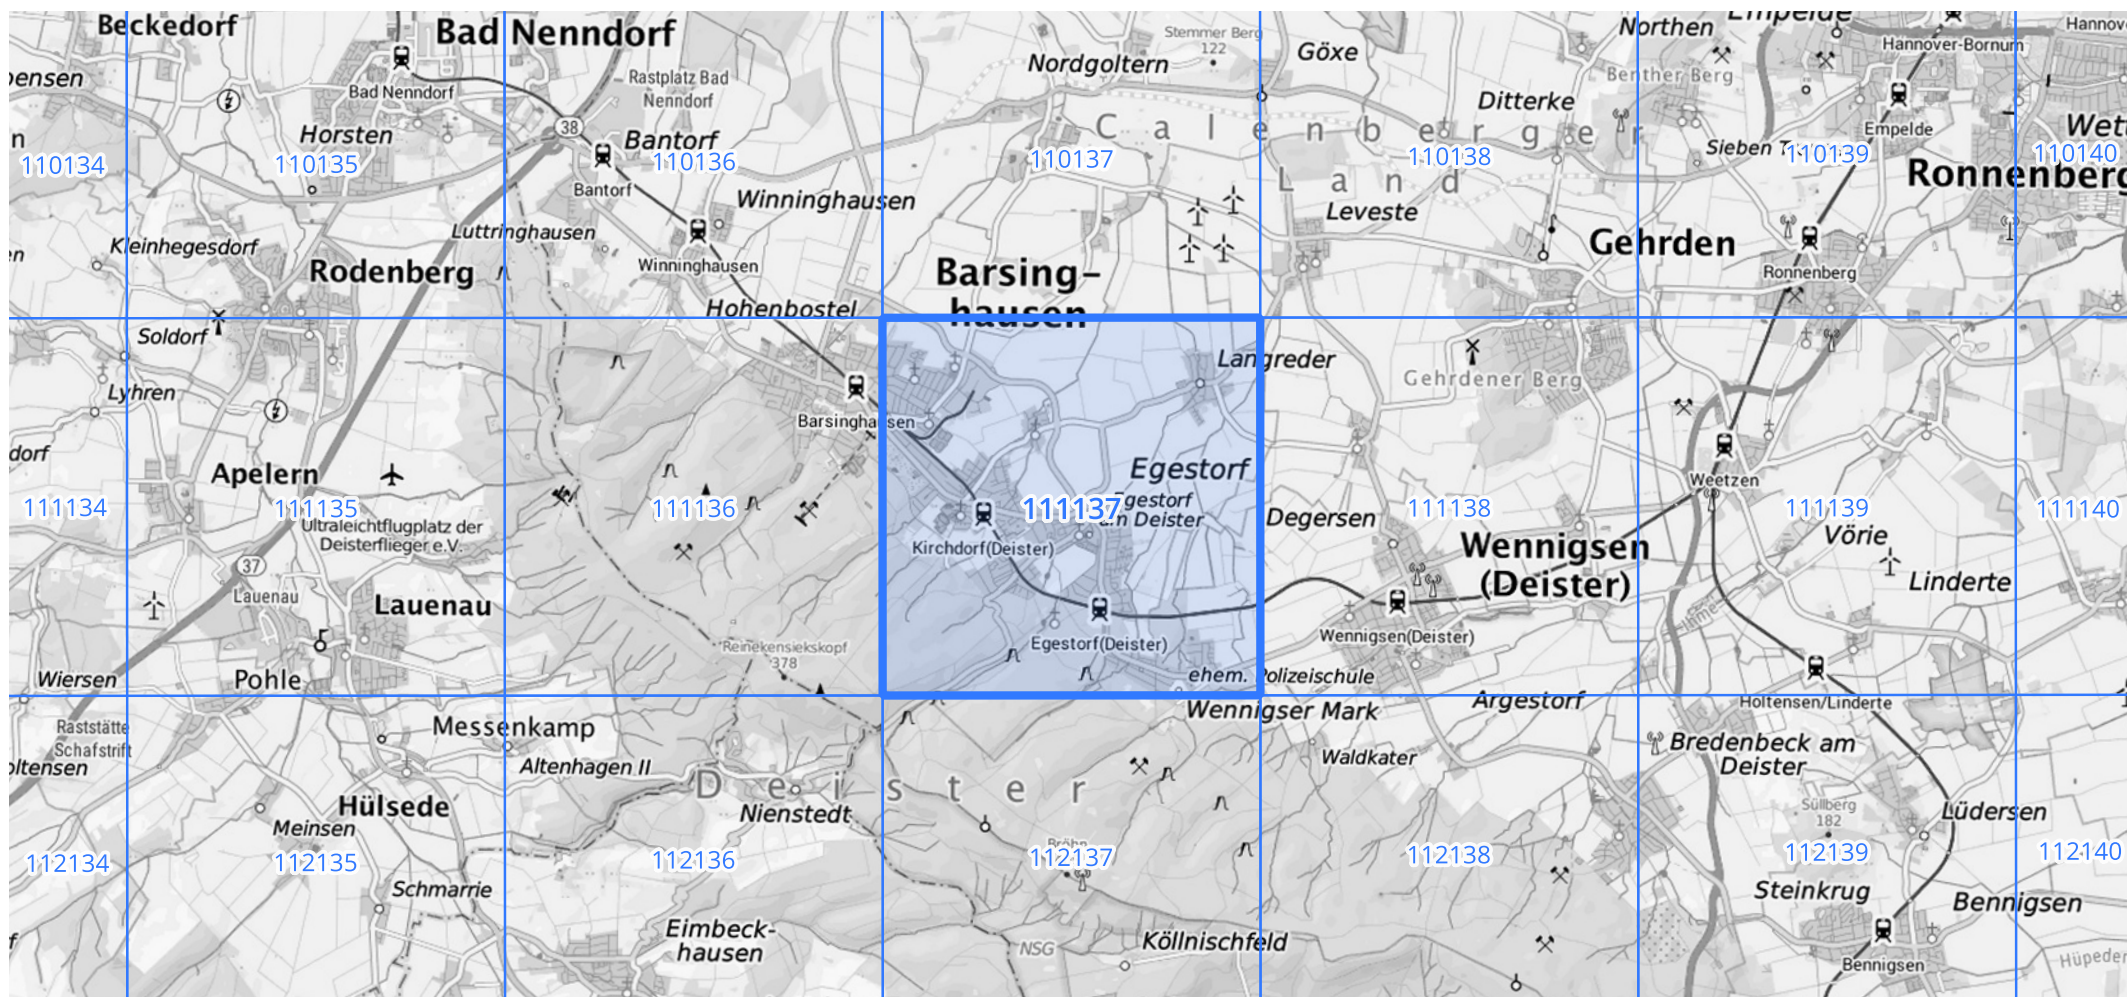 Beckedorf
Bad Nenndorf
Stemmer Berg
122
Göxe
Northen
Empelde
Hannover-Bornum
Hannov
Nordgoltern
Rastplatz Bad
Nenndorf
Benther Berg
bensen
Bad Nenndorf
Ditterke
Horsten
38
Bantorf
Calenberger
Empelde
Wett
n
110134
110135
110136
110137
110138
Sieben
110139
110140
Bantorf
Land
Ronnenberg
Winninghausen
Leveste
Luttringhausen
Gehrden
Kleinhegesdorf
en
Rodenberg
Winninghausen
Barsing-
hausen
Ronnenberg
Hohenbostel
Soldorf
Langreder
Gehrdener Berg
Lyhren
Barsinghausen
dorf
Apelern
Egestorf
Weetzen
111134
111135
111136
111137
Egestorf
am Deister
111138
111139
111140
Ultraleichtflugplatz der
Deisterflieger e.V.
Degersen
Vörie
Kirchdorf(Deister)
Wennigsen
(Deister)
37
Lauenau
Lauenau
Linderte
Ihme
Reinekensiekskopf
378
Egestorf(Deister)
Wennigsen(Deister)
Wiersen
Pohle
ehem. Polizeischule
Argestorf
Holtensen/Linderte
Wennigser Mark
Raststätte
Schafstrift
Messenkamp
Bredenbeck am
Deister
Waldkater
oltensen
Altenhagen II
Deister
Hülsede
Nienstedt
Süllberg
182
Lüdersen
Meinsen
Bröhn
112134
112135
112136
112137
112138
112139
112140
Schmarrie
Steinkrug
Bennigsen
Eimbeck-
hausen
NSG
Köllnischfeld
Bennigsen
Hüpede